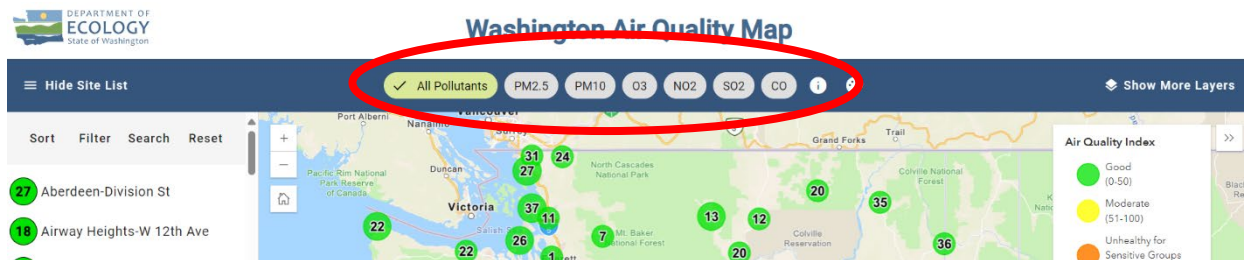 DEPARTMENT OF
ECOLOGY
State of Washington
Washington Air Quality Map
Hide Site List
All Pollutants PM2.5 PM10 O3 NO2 SO2 CO i
Show More Layers
Sort Filter Search Reset
27 Aberdeen-Division St
18 Airway Heights-W 12th Ave
+
−
Port Alberni
Nanaimo
Vancouver
Surrey
Grand Forks
Trail
31 24
27
North Cascades
National Park
Pacific Rim National
Park Reserve
of Canada
Duncan
Victoria
37
11
22
22
26
7
Mt. Baker
National Forest
13
12
20
20
35
36
Colville
Reservation
Colville National
Forest
Air Quality Index
Good
(0-50)
Moderate
(51-100)
Unhealthy for
Sensitive Groups